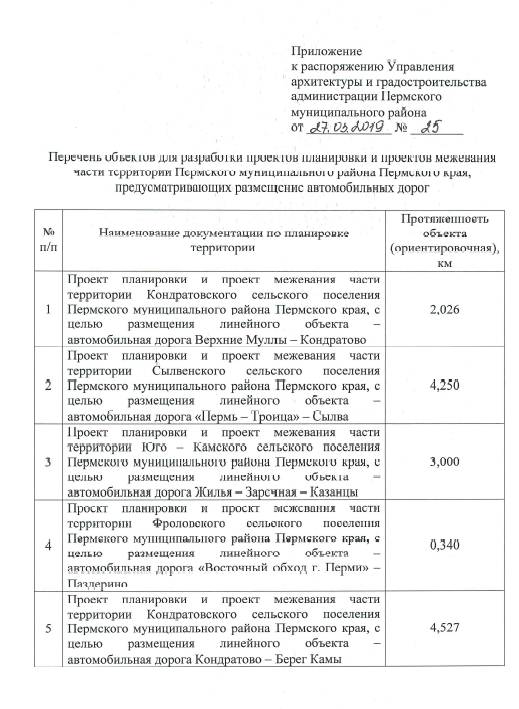 Приложение
к распоряжению Управления
архитектуры и градостроительства
администрации Пермского
муниципального района
от 27.03.2019 № 25
Перечень объектов для разработки проектов планировки и проектов межевания
части территории Пермского муниципального района Пермского края,
предусматривающих размещение автомобильных дорог
№
п/п
Наименование документации по планировке
территории
Протяженность
объекта
(ориентировочная),
км
1
Проект планировки и проект межевания части
территории Кондратовского сельского поселения
Пермского муниципального района Пермского края, с
целью размещения линейного объекта –
автомобильная дорога Верхние Муллы – Кондратово
2,026
2
Проект планировки и проект межевания части
территории Сылвенского сельского поселения
Пермского муниципального района Пермского края, с
целью размещения линейного объекта –
автомобильная дорога «Пермь – Троица» – Сылва
4,250
3
Проект планировки и проект межевания части
территории Юго – Камского сельского поселения
Пермского муниципального района Пермского края, с
целью размещения линейного объекта –
автомобильная дорога Жилья – Заречная – Казанцы
3,000
4
Проект планировки и проект межевания части
территории Фроловского сельского поселения
Пермского муниципального района Пермского края, с
целью размещения линейного объекта –
автомобильная дорога «Восточный обход г. Перми» –
Паздерино
0,340
5
Проект планировки и проект межевания части
территории Кондратовского сельского поселения
Пермского муниципального района Пермского края, с
целью размещения линейного объекта –
автомобильная дорога Кондратово – Берег Камы
4,527